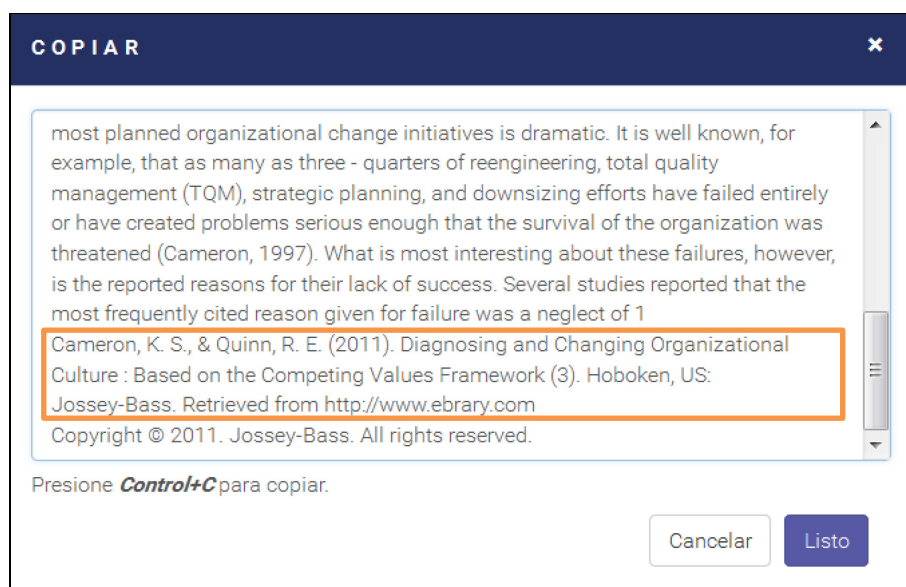 COPIAR ×
most planned organizational change initiatives is dramatic. It is well known, for
example, that as many as three - quarters of reengineering, total quality
management (TQM), strategic planning, and downsizing efforts have failed entirely
or have created problems serious enough that the survival of the organization was
threatened (Cameron, 1997). What is most interesting about these failures, however,
is the reported reasons for their lack of success. Several studies reported that the
most frequently cited reason given for failure was a neglect of 1
Cameron, K. S., & Quinn, R. E. (2011). Diagnosing and Changing Organizational
Culture : Based on the Competing Values Framework (3). Hoboken, US:
Jossey-Bass. Retrieved from http://www.ebrary.com
Copyright © 2011. Jossey-Bass. All rights reserved.
Presione Control+C para copiar.
Cancelar Listo